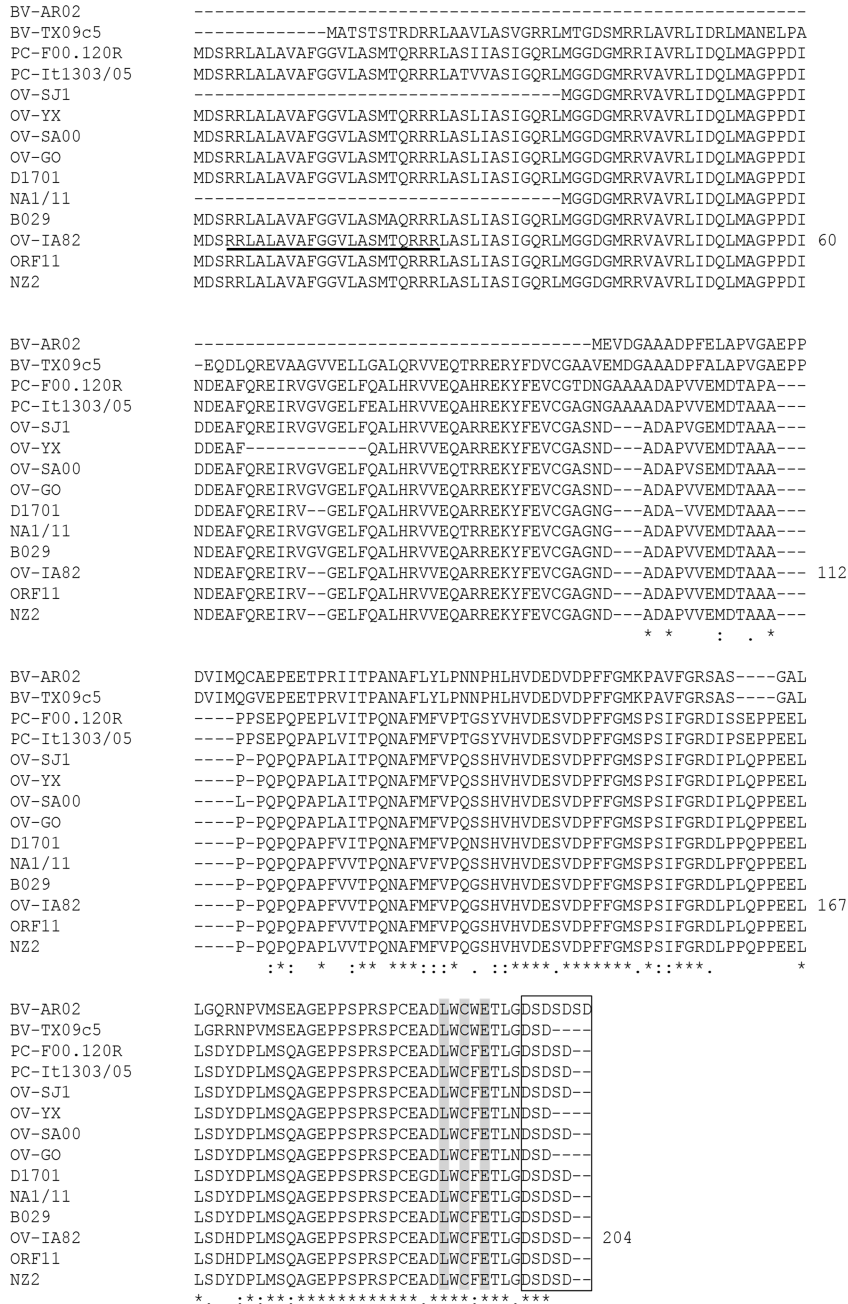 BV-AR02 ------------------------------------------------------------
BV-TX09c5 -------------MATSTSTRDRRLAAVLASVGRRLMTGDSMRRLAVRLIDRLMANELPA
PC-F00.120R MDSRRLALAVAFGGVLASMTQRRRLASIIASIGQRLMGGDGMRRIAVRLIDQLMAGPPDI
PC-It1303/05 MDSRRLALAVAFGGVLASMTQRRRLATVVASIGQRLMGGDGMRRVAVRLIDQLMAGPPDI
OV-SJ1 ------------------------------------MGGDGMRRVAVRLIDQLMAGPPDI
OV-YX MDSRRLALAVAFGGVLASMTQRRRLASLIASIGQRLMGGDGMRRVAVRLIDQLMAGPPDI
OV-SA00 MDSRRLALAVAFGGVLASMTQRRRLASLIASIGQRLMGGDGMRRVAVRLIDQLMAGPPDI
OV-GO MDSRRLALAVAFGGVLASMTQRRRLASLIASIGQRLMGGDGMRRVAVRLIDQLMAGPPDI
D1701 MDSRRLALAVAFGGVLASMTQRRRLASLIASIGQRLMGGDGMRRVAVRLIDQLMAGPPDI
NA1/11 ------------------------------------MGGDGMRRVAVRLIDQLMAGPPDI
B029 MDSRRLALAVAFGGVLASMAQRRRLASLIASIGQRLMGGDGMRRVAVRLIDQLMAGPPDI
OV-IA82 MDSRRLALAVAFGGVLASMTQRRRLASLIASIGQRLMGGDGMRRVAVRLIDQLMAGPPDI 60
ORF11 MDSRRLALAVAFGGVLASMTQRRRLASLIASIGQRLMGGDGMRRVAVRLIDQLMAGPPDI
NZ2 MDSRRLALAVAFGGVLASMTQRRRLASLIASIGQRLMGGDGMRRVAVRLIDQLMAGPPDI
BV-AR02 ---------------------------------------MEVDGAAADPFELAPVGAEPP
BV-TX09c5 -EQDLQREVAAGVVELLGALQRVVEQTRRERYFDVCGAAVEMDGAAADPFALAPVGAEPP
PC-F00.120R NDEAFQREIRVGVGELFQALHRVVEQAHREKYFEVCGTDNGAAAADAPVVEMDTAPA---
PC-It1303/05 NDEAFQREIRVGVGELFEALHRVVEQAHREKYFEVCGAGNGAAAADAPVVEMDTAAA---
OV-SJ1 DDEAFQREIRVGVGELFQALHRVVEQARREKYFEVCGASND---ADAPVGEMDTAAA---
OV-YX DDEAF------------QALHRVVEQARREKYFEVCGASND---ADAPVVEMDTAAA---
OV-SA00 DDEAFQREIRVGVGELFQALHRVVEQTRREKYFEVCGASND---ADAPVSEMDTAAA---
OV-GO DDEAFQREIRVGVGELFQALHRVVEQARREKYFEVCGASND---ADAPVVEMDTAAA---
D1701 DDEAFQREIRV--GELFQALHRVVEQARREKYFEVCGAGNG---ADA-VVEMDTAAA---
NA1/11 NDEAFQREIRVGVGELFQALHRVVEQTRREKYFEVCGAGNG---ADAPVVEMDTAAA---
B029 NDEAFQREIRVGVGELFQALHRVVEQARREKYFEVCGAGND---ADAPVVEMDTAAA---
OV-IA82 NDEAFQREIRV--GELFQALHRVVEQARREKYFEVCGAGND---ADAPVVEMDTAAA--- 112
ORF11 NDEAFQREIRV--GELFQALHRVVEQARREKYFEVCGAGND---ADAPVVEMDTAAA---
NZ2 NDEAFQREIRV--GELFQALHRVVEQARREKYFEVCGAGND---ADAPVVEMDTAAA---
* *    :  . *
BV-AR02 DVIMQCAEPEETPRIITPANAFLYLPNNPHLHVDEDVDPFFGMKPAVFGRSAS----GAL
BV-TX09c5 DVIMQGVEPEETPRVITPANAFLYLPNNPHLHVDEDVDPFFGMKPAVFGRSAS----GAL
PC-F00.120R ----PPSEPQPEPLVITPQNAFMFVPTGSYVHVDESVDPFFGMSPSIFGRDISSEPPEEL
PC-It1303/05 ----PPSEPQPAPLVITPQNAFMFVPTGSYVHVDESVDPFFGMSPSIFGRDIPSEPPEEL
OV-SJ1 ----P-PQPQPAPLAITPQNAFMFVPQSSHVHVDESVDPFFGMSPSIFGRDIPLQPPEEL
OV-YX ----P-PQPQPAPLAITPQNAFMFVPQSSHVHVDESVDPFFGMSPSIFGRDIPLQPPEEL
OV-SA00 ----L-PQPQPAPLAITPQNAFMFVPQSSHVHVDESVDPFFGMSPSIFGRDIPLQPPEEL
OV-GO ----P-PQPQPAPLAITPQNAFMFVPQSSHVHVDESVDPFFGMSPSIFGRDIPLQPPEEL
D1701 ----P-PQPQPAPFVITPQNAFMFVPQNSHVHVDESVDPFFGMSPSIFGRDLPLQPPEEL
NA1/11 ----P-PQPQPAPFVVTPQNAFVFVPQSSHVHVDESVDPFFGMSPSIFGRDLPFQPPEEL
B029 ----P-PQPQPAPFVVTPQNAFMFVPQGSHVHVDESVDPFFGMSPSIFGRDLPLQPPEEL
OV-IA82 ----P-PQPQPAPFVVTPQNAFMFVPQGSHVHVDESVDPFFGMSPSIFGRDLPLQPPEEL 167
ORF11 ----P-PQPQPAPFVVTPQNAFMFVPQGSHVHVDESVDPFFGMSPSIFGRDLPLQPPEEL
NZ2 ----P-PQPQPAPLVVTPQNAFMFVPQGSHVHVDESVDPFFGMSPSIFGRDLPPQPPEEL
:*:  *  :** ***:::* . ::****.*******.*::***.         *
BV-AR02 LGQRNPVMSEAGEPPSPRSPCEADLWCWETLGDSDSDSD
BV-TX09c5 LGRRNPVMSEAGEPPSPRSPCEADLWCWETLGDSD----
PC-F00.120R LSDYDPLMSQAGEPPSPRSPCEADLWCFETLGDSDSD--
PC-It1303/05 LSDYDPLMSQAGEPPSPRSPCEADLWCFETLSDSDSD--
OV-SJ1 LSDYDPLMSQAGEPPSPRSPCEADLWCFETLNDSDSD--
OV-YX LSDYDPLMSQAGEPPSPRSPCEADLWCFETLNDSD----
OV-SA00 LSDYDPLMSQAGEPPSPRSPCEADLWCFETLNDSDSD--
OV-GO LSDYDPLMSQAGEPPSPRSPCEADLWCFETLNDSD----
D1701 LSDYDPLMSQAGEPPSPRSPCEGDLWCFETLGDSDSD--
NA1/11 LSDYDPLMSQAGEPPSPRSPCEADLWCFETLGDSDSD--
B029 LSDYDPLMSQAGEPPSPRSPCEADLWCFETLGDSDSD--
OV-IA82 LSDHDPLMSQAGEPPSPRSPCEADLWCFETLGDSDSD-- 204
ORF11 LSDHDPLMSQAGEPPSPRSPCEADLWCFETLGDSDSD--
NZ2 LSDYDPLMSQAGEPPSPRSPCEADLWCFETLGDSDSD--
*.  :*:**:************.****:***.***